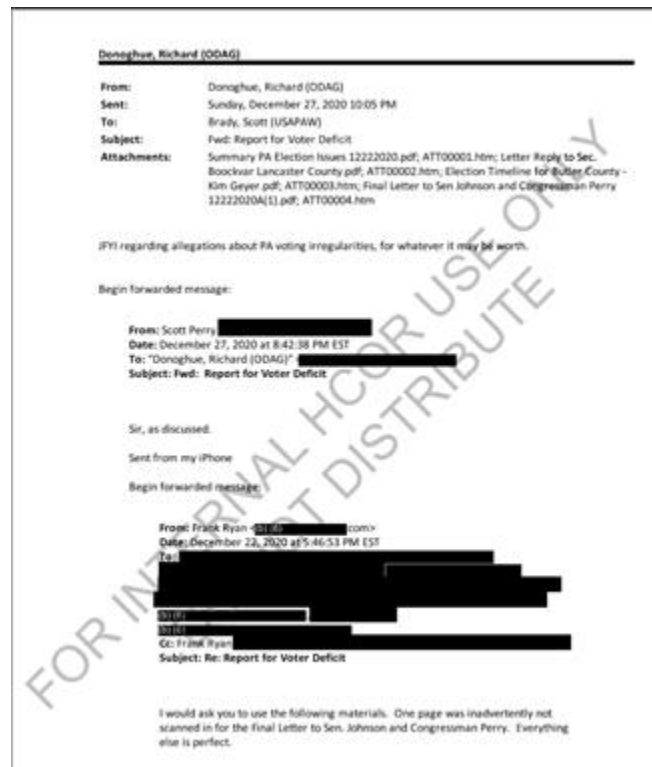 Donoghue, Richard (ODAG)
From: Donoghue, Richard (ODAG)
Sent: Sunday, December 27, 2020 10:05 PM
To: Brady, Scott (USAPAW)
Subject: Fwd: Report for Voter Deficit
Attachments: Summary PA Election Issues 12222020.pdf; ATT00001.htm; Letter Reply to Sec.
Boockvar Lancaster County.pdf; ATT00002.htm; Election Timeline for Butler County -
Kim Geyer.pdf; ATT00003.htm; Final Letter to Sen Johnson and Congressman Perry
12222020A(1).pdf; ATT00004.htm
JFYI regarding allegations about PA voting irregularities, for whatever it may be worth.
Begin forwarded message:
From: Scott Perry
Date: December 27, 2020 at 8:42:38 PM EST
To: "Donoghue, Richard (ODAG)"
Subject: Fwd: Report for Voter Deficit
Sir, as discussed.
Sent from my iPhone
Begin forwarded message:
From: Frank Ryan <(b) (6) com>
Date: December 22, 2020 at 5:46:53 PM EST
To:
(b) (6)
(b) (6)
Cc: Frank Ryan
Subject: Re: Report for Voter Deficit
I would ask you to use the following materials. One page was inadvertently not
scanned in for the Final Letter to Sen. Johnson and Congressman Perry. Everything
else is perfect.
FOR INTERNAL HCOR USE ONLY
NOT DISTRIBUTE